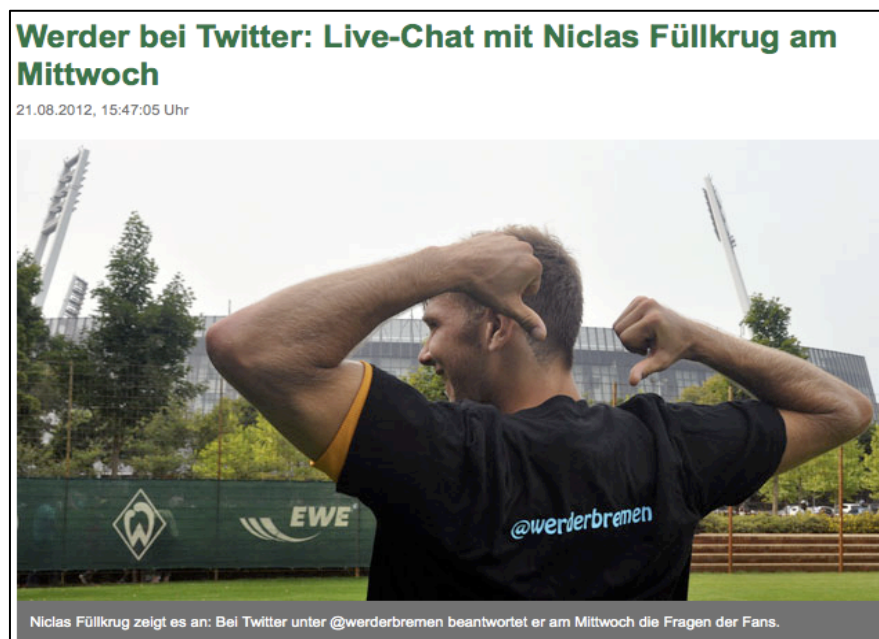 Werder bei Twitter: Live-Chat mit Niclas Füllkrug am
Mittwoch
21.08.2012, 15:47:05 Uhr
W
EWE
@werderbremen
Niclas Füllkrug zeigt es an: Bei Twitter unter @werderbremen beantwortet er am Mittwoch die Fragen der Fans.